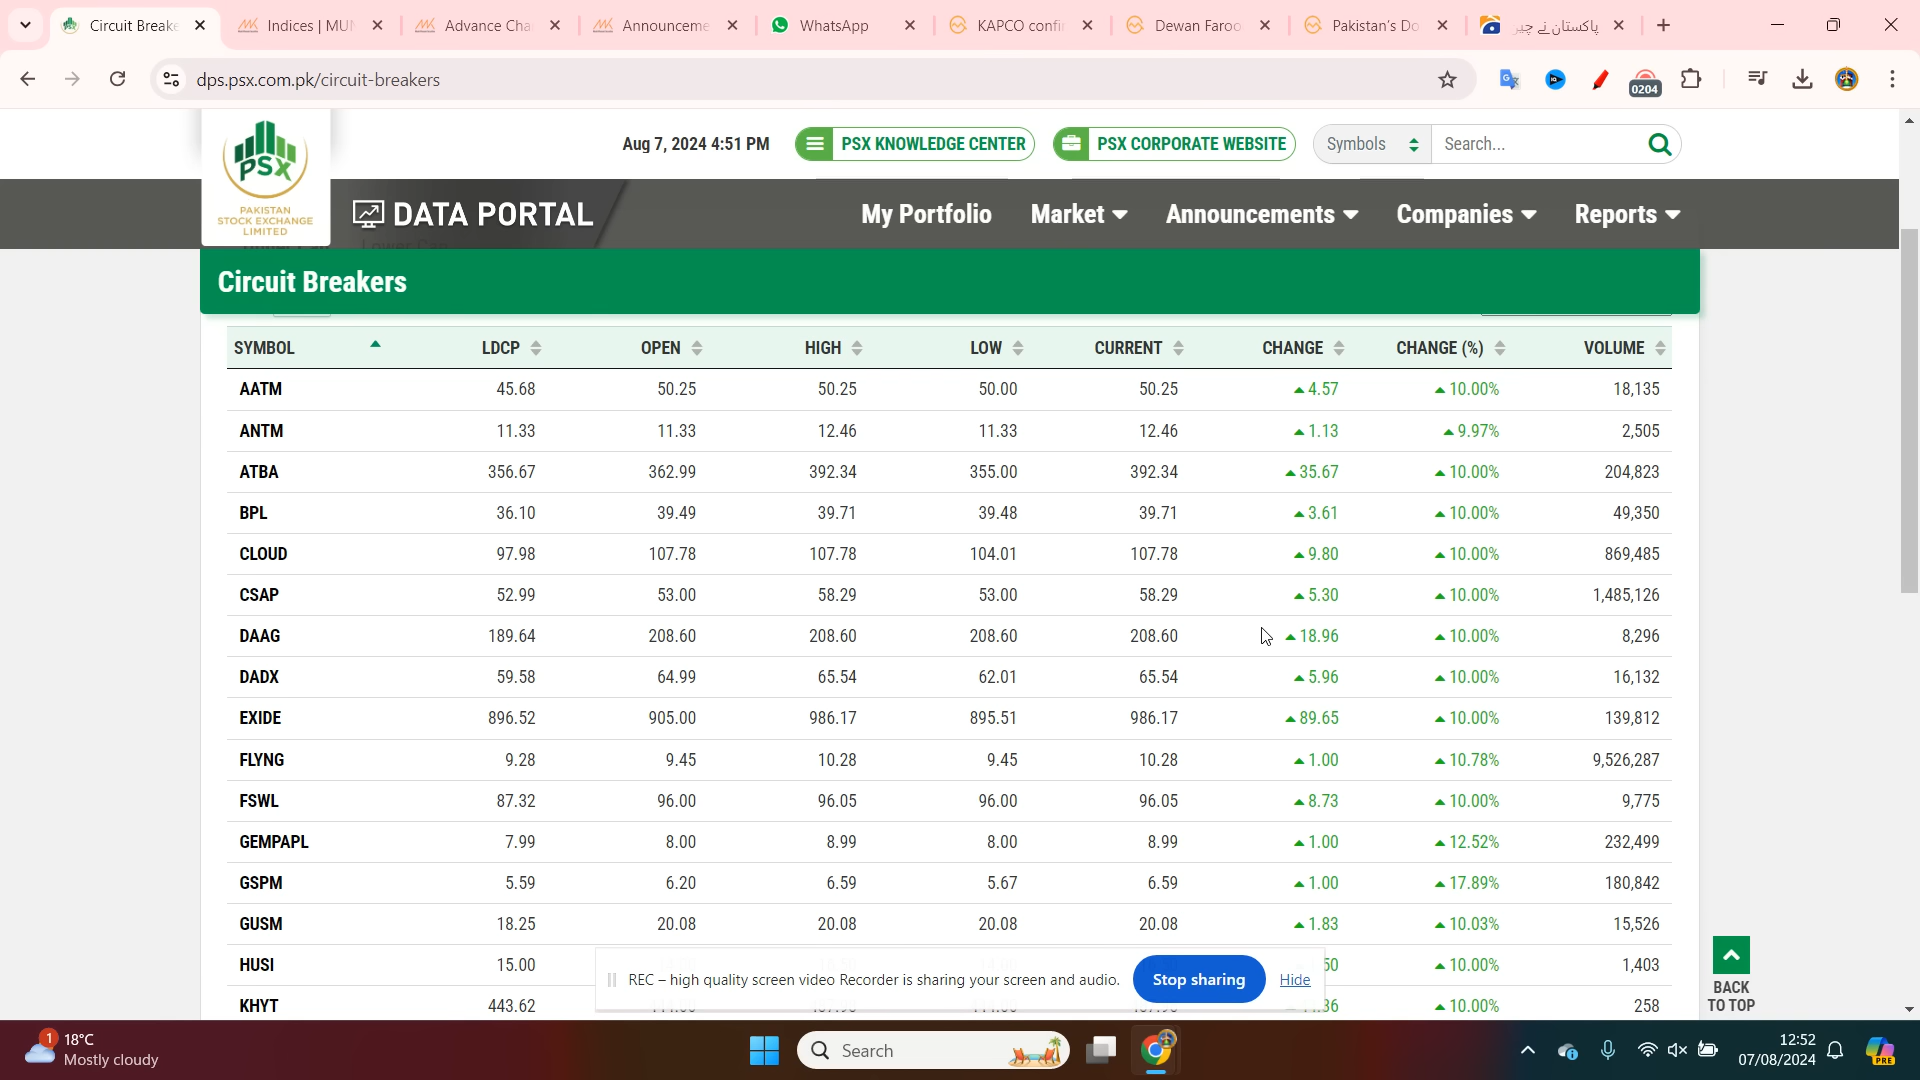 Circuit Breake
Indices | MUN
Advance Cha
Announceme
WhatsApp
KAPCO confir
Dewan Faroo
Pakistan's Do
پاکستان نے چیر
dps.psx.com.pk/circuit-breakers
0204
PSX
PAKISTAN
STOCK EXCHANGE
LIMITED
Aug 7, 2024 4:51 PM
PSX KNOWLEDGE CENTER
PSX CORPORATE WEBSITE
Symbols
Search...
DATA PORTAL
My Portfolio
Market
Announcements
Companies
Reports
Circuit Breakers
SYMBOL LDCP OPEN HIGH LOW CURRENT CHANGE CHANGE (%) VOLUME
AATM 45.68 50.25 50.25 50.00 50.25 4.57 10.00% 18,135
ANTM 11.33 11.33 12.46 11.33 12.46 1.13 9.97% 2,505
ATBA 356.67 362.99 392.34 355.00 392.34 35.67 10.00% 204,823
BPL 36.10 39.49 39.71 39.48 39.71 3.61 10.00% 49,350
CLOUD 97.98 107.78 107.78 104.01 107.78 9.80 10.00% 869,485
CSAP 52.99 53.00 58.29 53.00 58.29 5.30 10.00% 1,485,126
DAAG 189.64 208.60 208.60 208.60 208.60 18.96 10.00% 8,296
DADX 59.58 64.99 65.54 62.01 65.54 5.96 10.00% 16,132
EXIDE 896.52 905.00 986.17 895.51 986.17 89.65 10.00% 139,812
FLYNG 9.28 9.45 10.28 9.45 10.28 1.00 10.78% 9,526,287
FSWL 87.32 96.00 96.05 96.00 96.05 8.73 10.00% 9,775
GEMPAPL 7.99 8.00 8.99 8.00 8.99 1.00 12.52% 232,499
GSPM 5.59 6.20 6.59 5.67 6.59 1.00 17.89% 180,842
GUSM 18.25 20.08 20.08 20.08 20.08 1.83 10.03% 15,526
HUSI 15.00 50 10.00% 1,403
REC – high quality screen video Recorder is sharing your screen and audio.
Stop sharing
Hide
KHYT 443.62 36 10.00% 258
BACK
TO TOP
1
18°C
Mostly cloudy
Search
12:52
07/08/2024
PRE